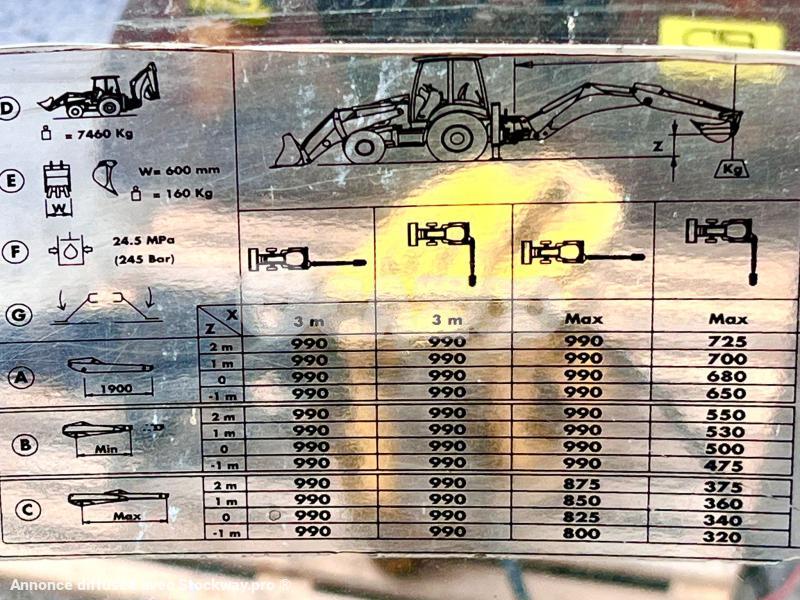 D
= 7460 Kg
E
W= 600 mm
= 160 Kg
W
F
24.5 MPa
(245 Bar)
G
Z
Kg
X
Z
3 m 3 m Max Max
A
1900
2 m 990 990 990 725
1 m 990 990 990 700
0 990 990 990 680
-1 m 990 990 990 650
B
Min
2 m 990 990 990 550
1 m 990 990 990 530
0 990 990 990 500
-1 m 990 990 990 475
C
Max
2 m 990 990 875 375
1 m 990 990 850 360
0 990 990 825 340
-1 m 990 990 800 320
Annonce diffusée avec Stockway.pro ®